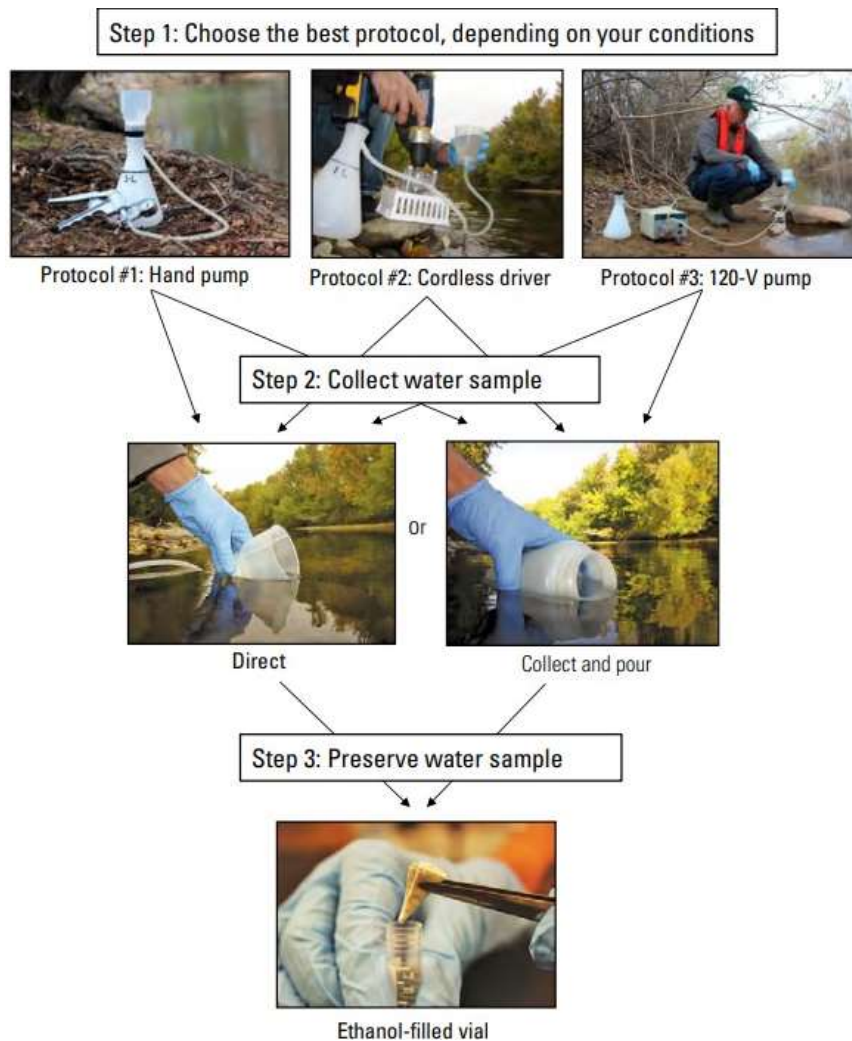 Step 1: Choose the best protocol, depending on your conditions
Protocol #1: Hand pump
Protocol #2: Cordless driver
Protocol #3: 120-V pump
Step 2: Collect water sample
or
Direct
Collect and pour
Step 3: Preserve water sample
Ethanol-filled vial